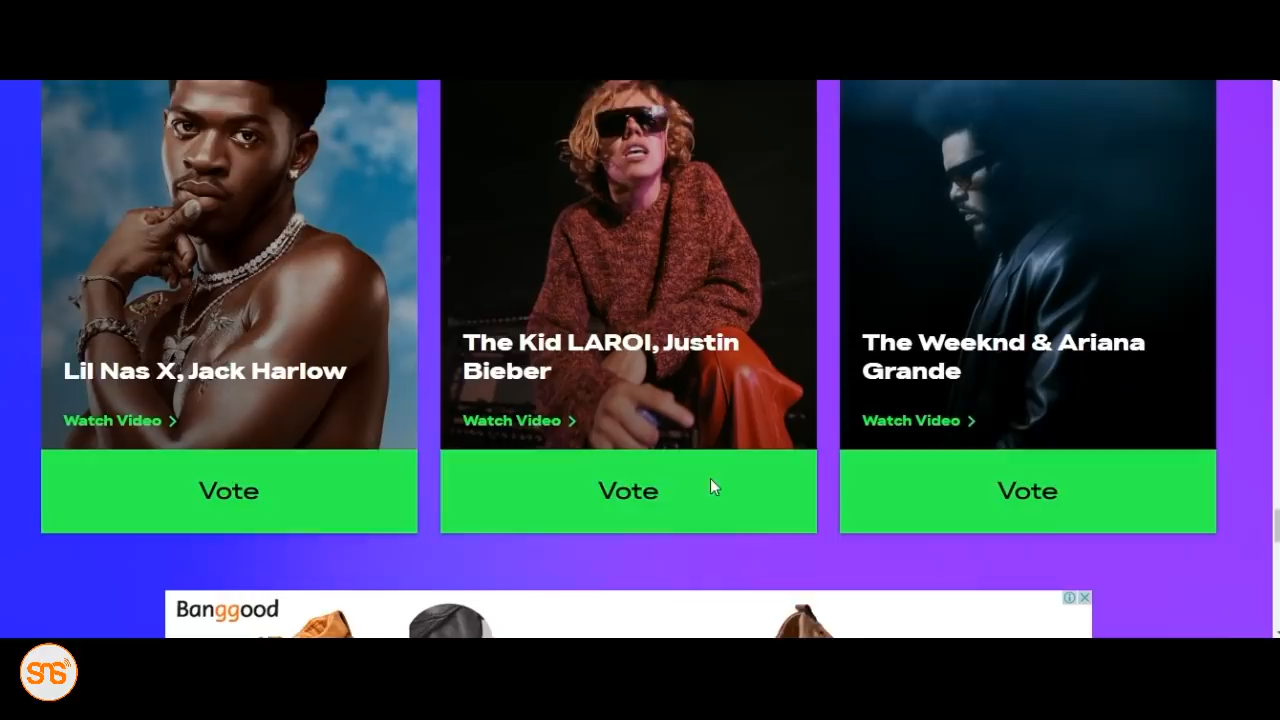 Lil Nas X, Jack Harlow
Watch Video >
Vote
The Kid LAROI, Justin
Bieber
Watch Video >
Vote
The Weeknd & Ariana
Grande
Watch Video >
Vote
Banggood
SNS